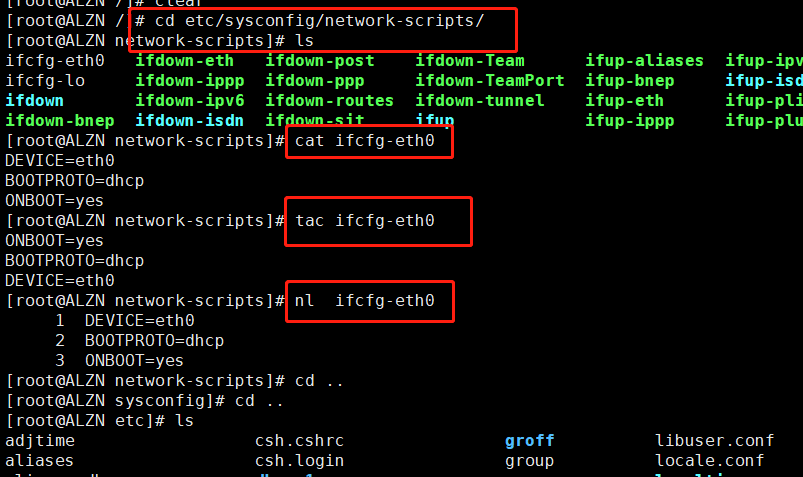 [root@ALZN /]# clear
[root@ALZN /]# cd etc/sysconfig/network-scripts/
[root@ALZN network-scripts]# ls
ifcfg-eth0 ifdown-eth ifdown-post ifdown-Team ifup-aliases ifup-ipv
ifcfg-lo ifdown-ippp ifdown-ppp ifdown-TeamPort ifup-bnep ifup-isd
ifdown ifdown-ipv6 ifdown-routes ifdown-tunnel ifup-eth ifup-pli
ifdown-bnep ifdown-isdn ifdown-sit ifup ifup-ippp ifup-plu
[root@ALZN network-scripts]# cat ifcfg-eth0
DEVICE=eth0
BOOTPROTO=dhcp
ONBOOT=yes
[root@ALZN network-scripts]# tac ifcfg-eth0
ONBOOT=yes
BOOTPROTO=dhcp
DEVICE=eth0
[root@ALZN network-scripts]# nl  ifcfg-eth0
1 DEVICE=eth0
2 BOOTPROTO=dhcp
3 ONBOOT=yes
[root@ALZN network-scripts]# cd ..
[root@ALZN sysconfig]# cd ..
[root@ALZN etc]# ls
adjtime csh.cshrc groff libuser.conf
aliases csh.login group locale.conf